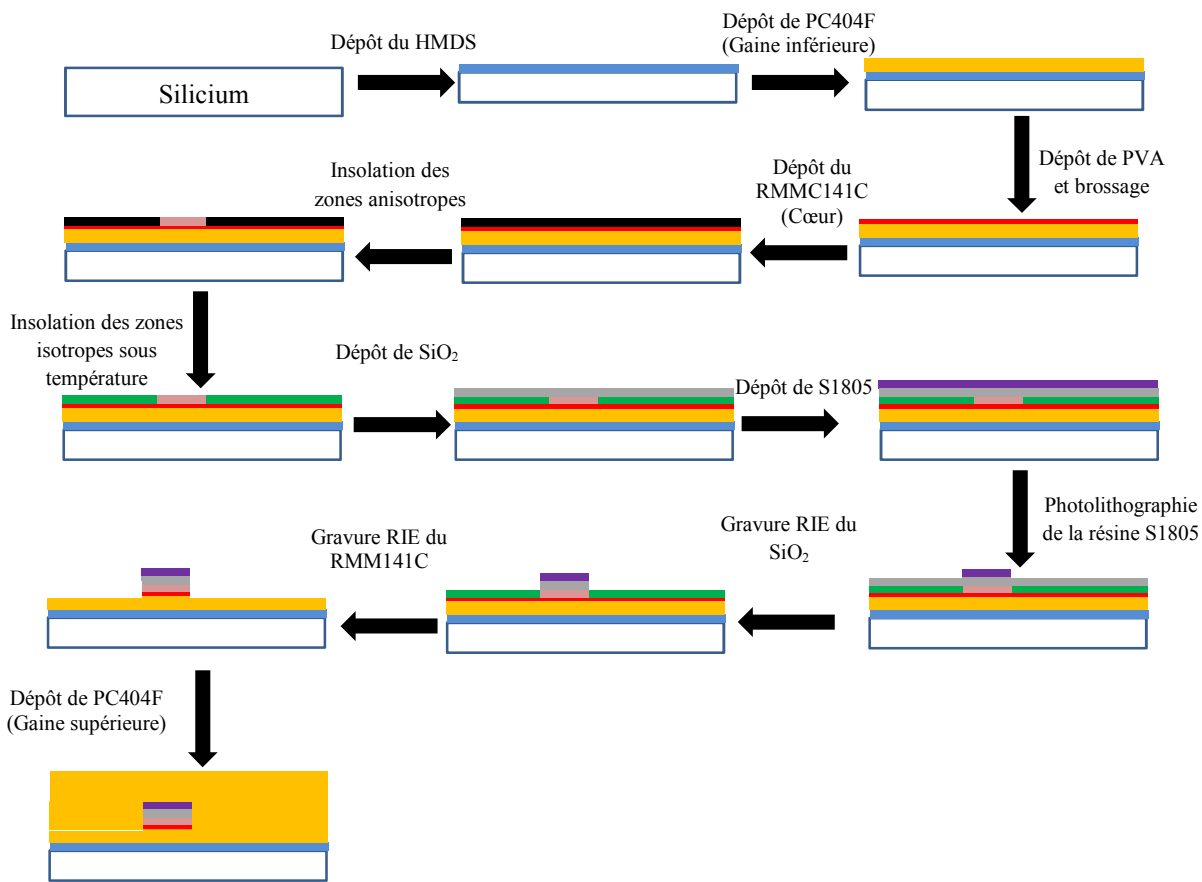 Silicium
Dépôt du HMDS
Dépôt de PC404F
(Gaine inférieure)
Dépôt de PVA
et brossage
Dépôt du
RMMC141C
(Cœur)
Insolation des
zones anisotropes
Insolation des zones
isotropes sous
température
Dépôt de SiO₂
Dépôt de S1805
Photolithographie
de la résine S1805
Gravure RIE du
SiO₂
Gravure RIE du
RMM141C
Dépôt de PC404F
(Gaine supérieure)